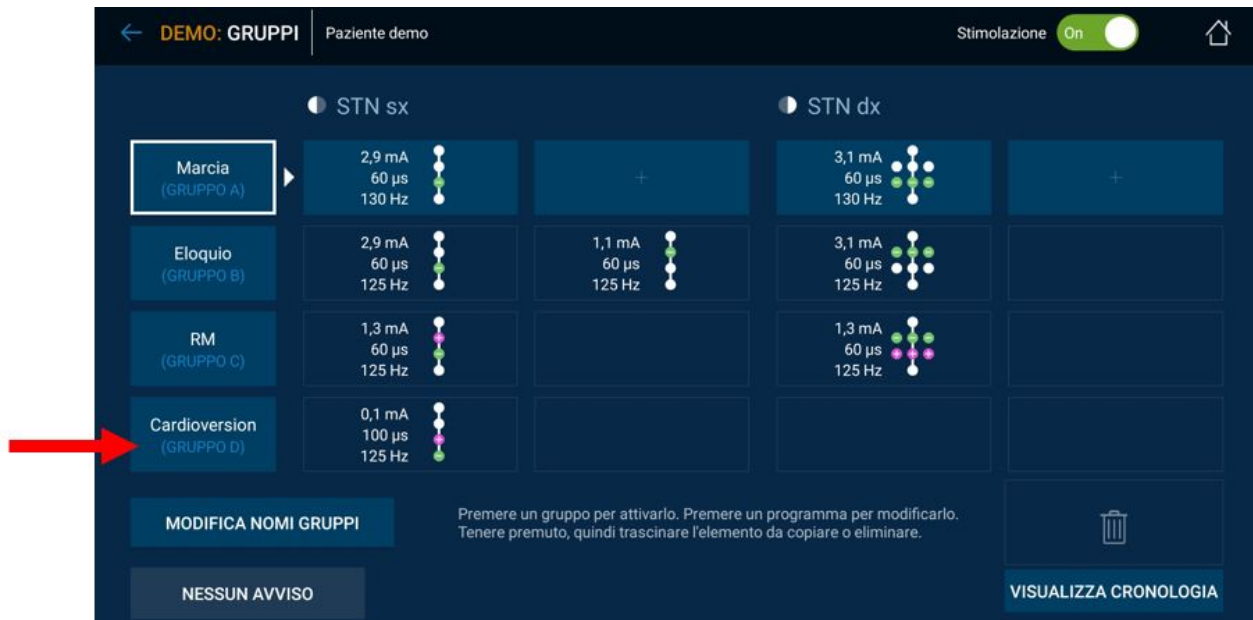 DEMO: GRUPPI Paziente demo Stimolazione On
STN sx STN dx
Marcia
(GRUPPO A)
2,9 mA
60 µs
130 Hz
+
3,1 mA
60 µs
130 Hz
+
Eloquio
(GRUPPO B)
2,9 mA
60 µs
125 Hz
1,1 mA
60 µs
125 Hz
3,1 mA
60 µs
125 Hz
RM
(GRUPPO C)
1,3 mA
60 µs
125 Hz
1,3 mA
60 µs
125 Hz
Cardioversion
(GRUPPO D)
0,1 mA
100 µs
125 Hz
MODIFICA NOMI GRUPPI
Premere un gruppo per attivarlo. Premere un programma per modificarlo.
Tenere premuto, quindi trascinare l'elemento da copiare o eliminare.
NESSUN AVVISO
VISUALIZZA CRONOLOGIA